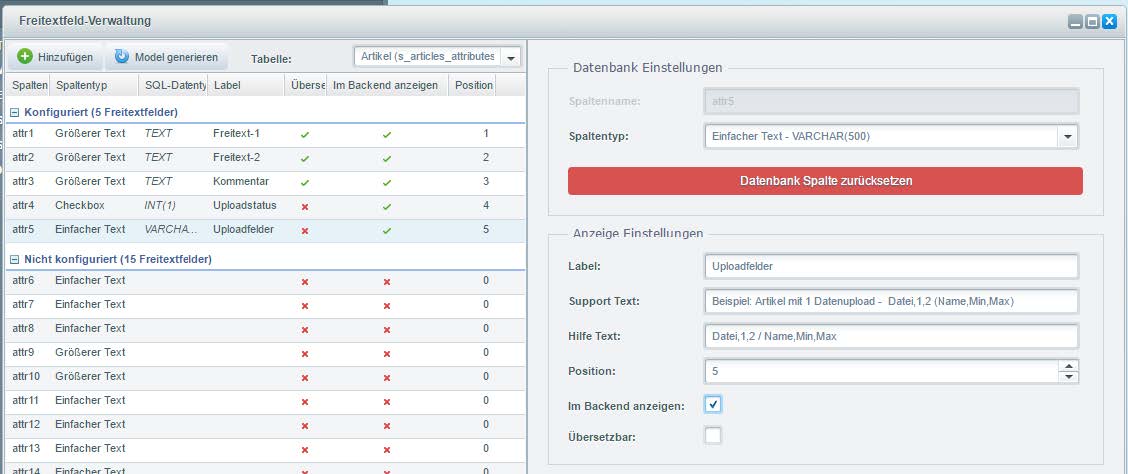 Freitextfeld-Verwaltung
Hinzufügen Model generieren Tabelle: Artikel (s_articles_attributes
Spalten Spaltentyp SQL-Datenty Label Überse Im Backend anzeigen Position
Konfiguriert (5 Freitextfelder)
attr1 Größerer Text TEXT Freitext-1 1
attr2 Größerer Text TEXT Freitext-2 2
attr3 Größerer Text TEXT Kommentar 3
attr4 Checkbox INT(1) Uploadstatus 4
attr5 Einfacher Text VARCHA... Uploadfelder 5
Nicht konfiguriert (15 Freitextfelder)
attr6 Einfacher Text 0
attr7 Einfacher Text 0
attr8 Einfacher Text 0
attr9 Größerer Text 0
attr10 Größerer Text 0
attr11 Einfacher Text 0
attr12 Einfacher Text 0
attr13 Einfacher Text 0
attr14 Einfacher Text 0
Datenbank Einstellungen
Spaltenname: attr5
Spaltentyp: Einfacher Text - VARCHAR(500)
Datenbank Spalte zurücksetzen
Anzeige Einstellungen
Label: Uploadfelder
Support Text: Beispiel: Artikel mit 1 Datenupload - Datei,1,2 (Name,Min,Max)
Hilfe Text: Datei,1,2 / Name,Min,Max
Position: 5
Im Backend anzeigen:
Übersetzbar: